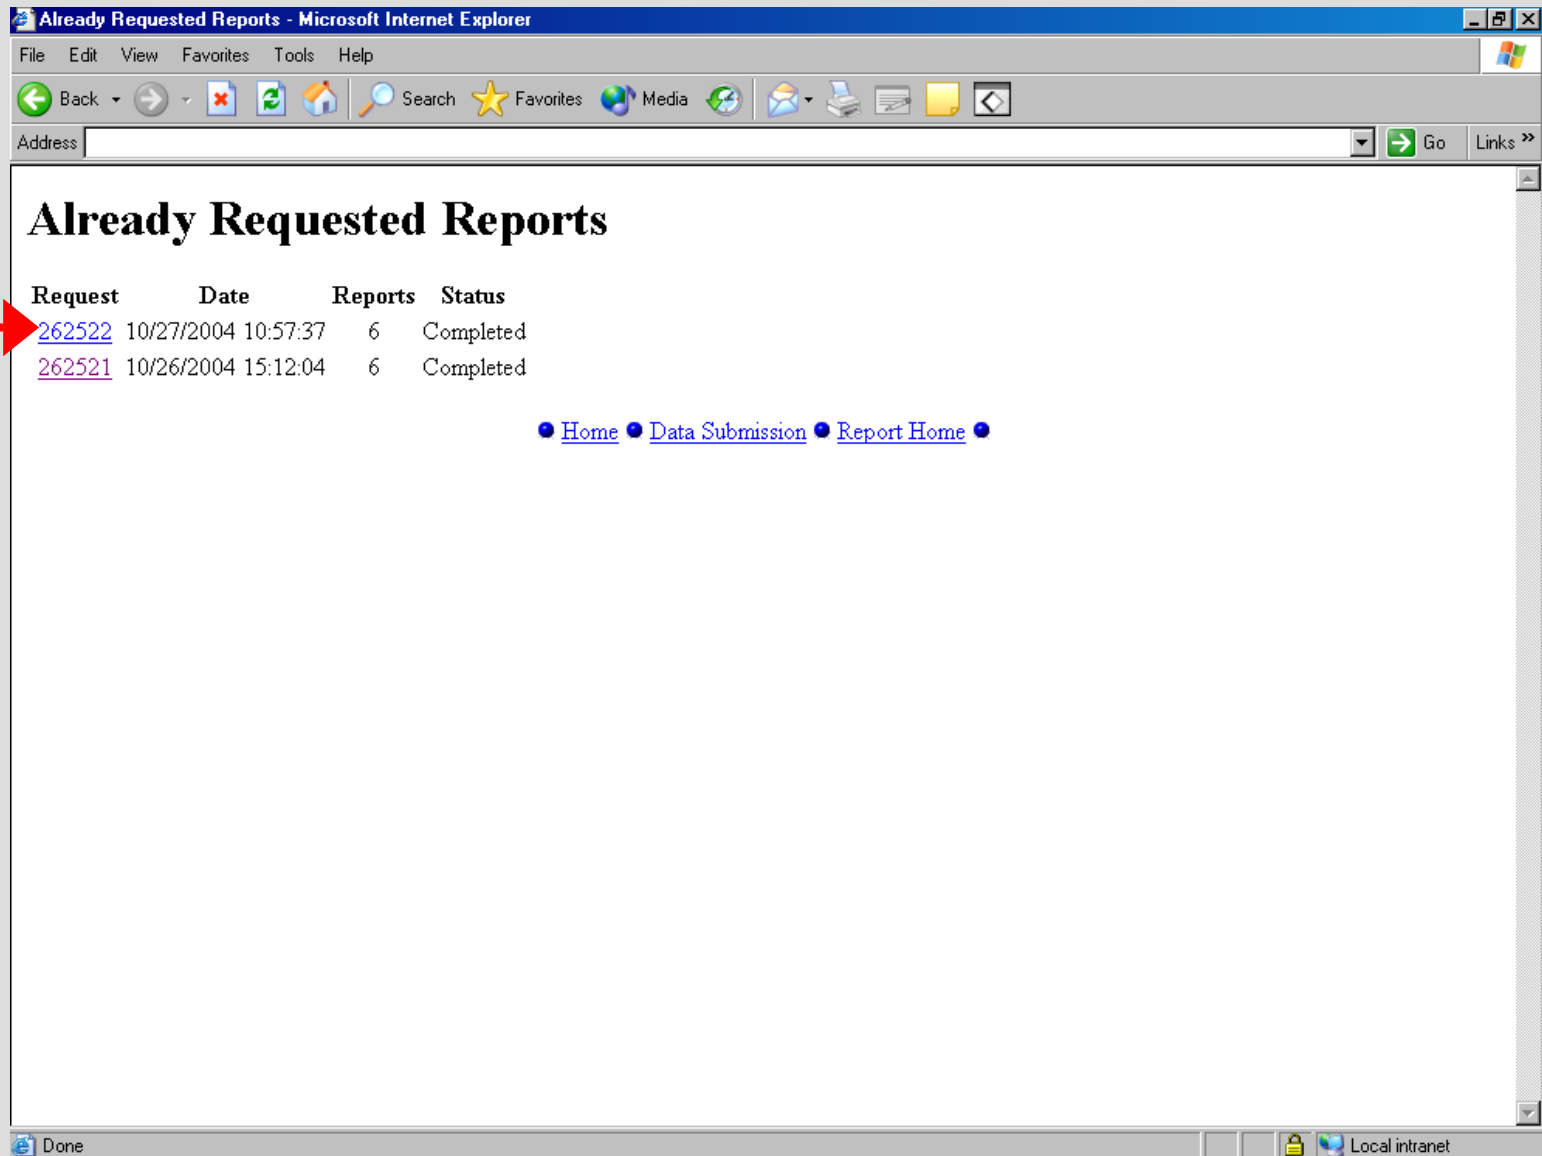 Already Requested Reports - Microsoft Internet Explorer
File Edit View Favorites Tools Help
Back Search Favorites Media
Address Go Links »
Already Requested Reports
Request Date Reports Status
262522 10/27/2004 10:57:37 6 Completed
262521 10/26/2004 15:12:04 6 Completed
Home Data Submission Report Home
Done Local intranet